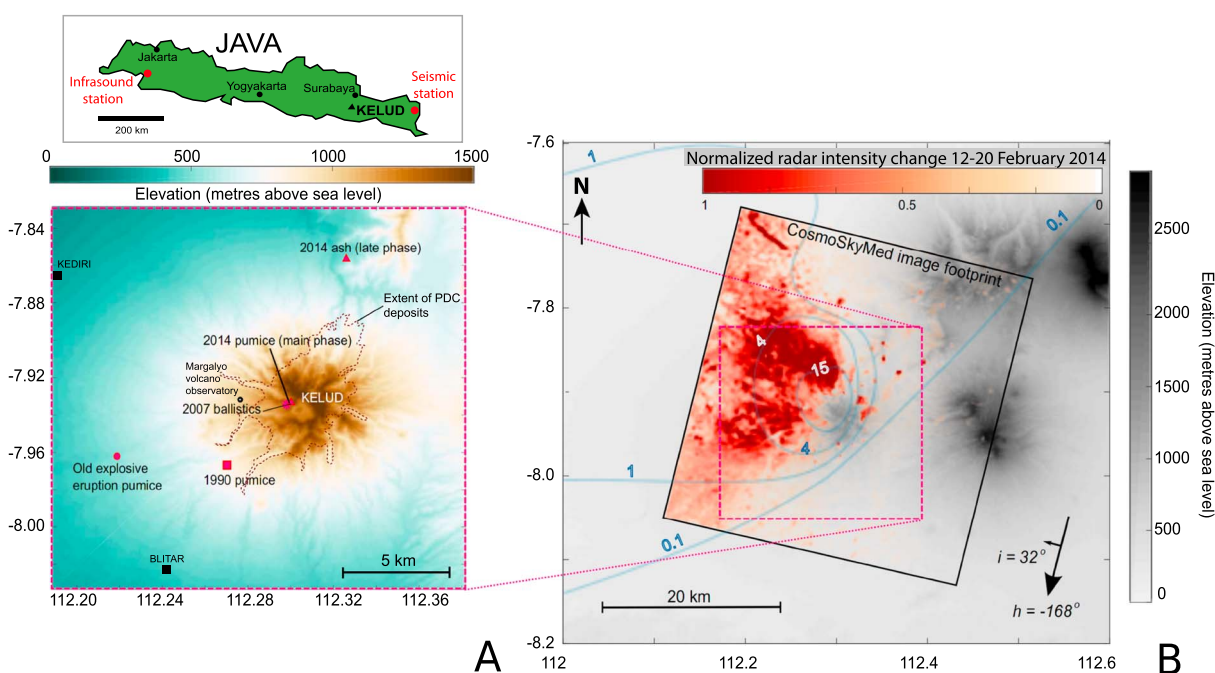 JAVA
Jakarta
Infrasound
station
Yogyakarta
Surabaya
KELUD
Seismic
station
200 km
0 500 1000 1500
Elevation (metres above sea level)
-7.84
-7.88
-7.92
-7.96
-8.00
112.20 112.24 112.28 112.32 112.36
KEDIRI
2014 ash (late phase)
Extent of PDC
deposits
2014 pumice (main phase)
Margalyo
volcano
observatory
KELUD
2007 ballistics
Old explosive
eruption pumice
1990 pumice
BLITAR
5 km
A
-7.6
-7.8
-8.0
-8.2
112 112.2 112.4 112.6
N
Normalized radar intensity change 12-20 February 2014
1 0.5 0
CosmoSkyMed image footprint
1
0.1
4
15
4
1
0.1
20 km
i = 32°
h = -168°
2500
2000
1500
1000
500
0
Elevation (metres above sea level)
B